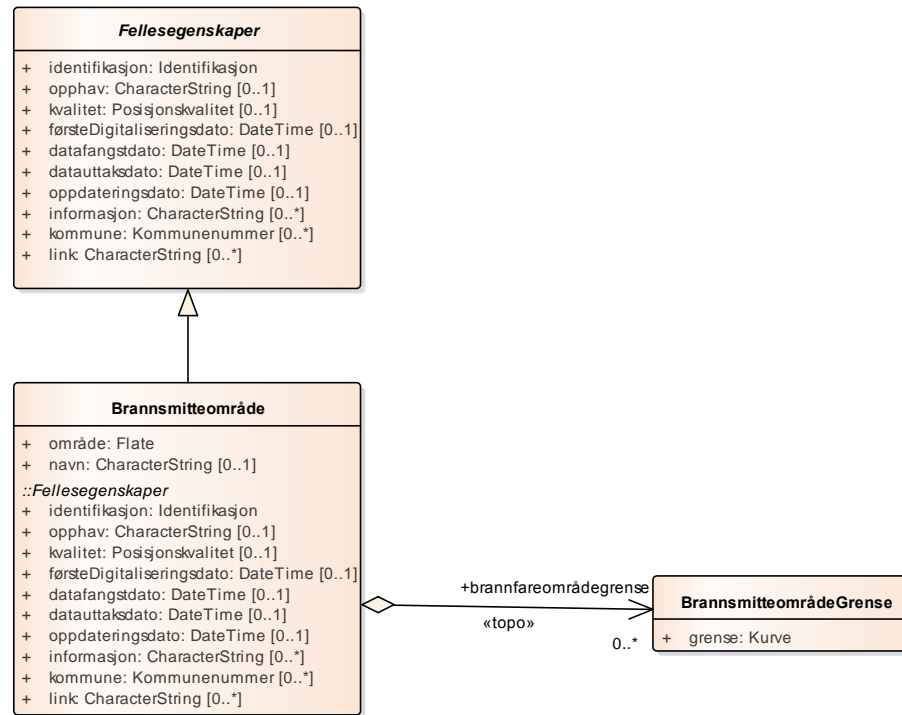 Fellesegenskaper
+ identifikasjon: Identifikasjon
+ opphav: CharacterString [0..1]
+ kvalitet: Posisjonskvalitet [0..1]
+ førsteDigitaliseringsdato: DateTime [0..1]
+ datafangstdato: DateTime [0..1]
+ datauttaksdato: DateTime [0..1]
+ oppdateringsdato: DateTime [0..1]
+ informasjon: CharacterString [0..*]
+ kommune: Kommunenummer [0..*]
+ link: CharacterString [0..*]
Brannsmitteområde
+ område: Flate
+ navn: CharacterString [0..1]
::Fellesegenskaper
+ identifikasjon: Identifikasjon
+ opphav: CharacterString [0..1]
+ kvalitet: Posisjonskvalitet [0..1]
+ førsteDigitaliseringsdato: DateTime [0..1]
+ datafangstdato: DateTime [0..1]
+ datauttaksdato: DateTime [0..1]
+ oppdateringsdato: DateTime [0..1]
+ informasjon: CharacterString [0..*]
+ kommune: Kommunenummer [0..*]
+ link: CharacterString [0..*]
+brannfareområdegrense
«topo»
0..*
BrannsmitteområdeGrense
+ grense: Kurve